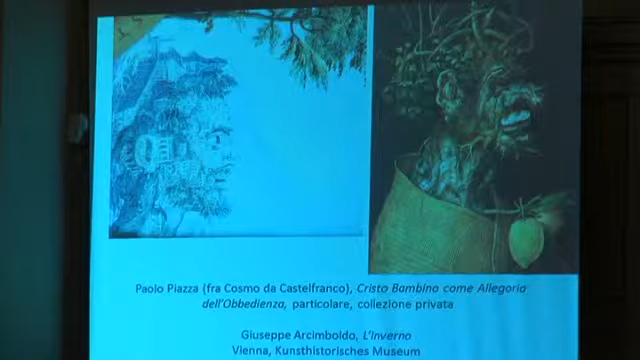 Paolo Piazza (fra Cosmo da Castelfranco), Cristo Bambino come Allegoria
dell'Obbedienza, particolare, collezione privata
Giuseppe Arcimboldo, L'Inverno
Vienna, Kunsthistorisches Museum